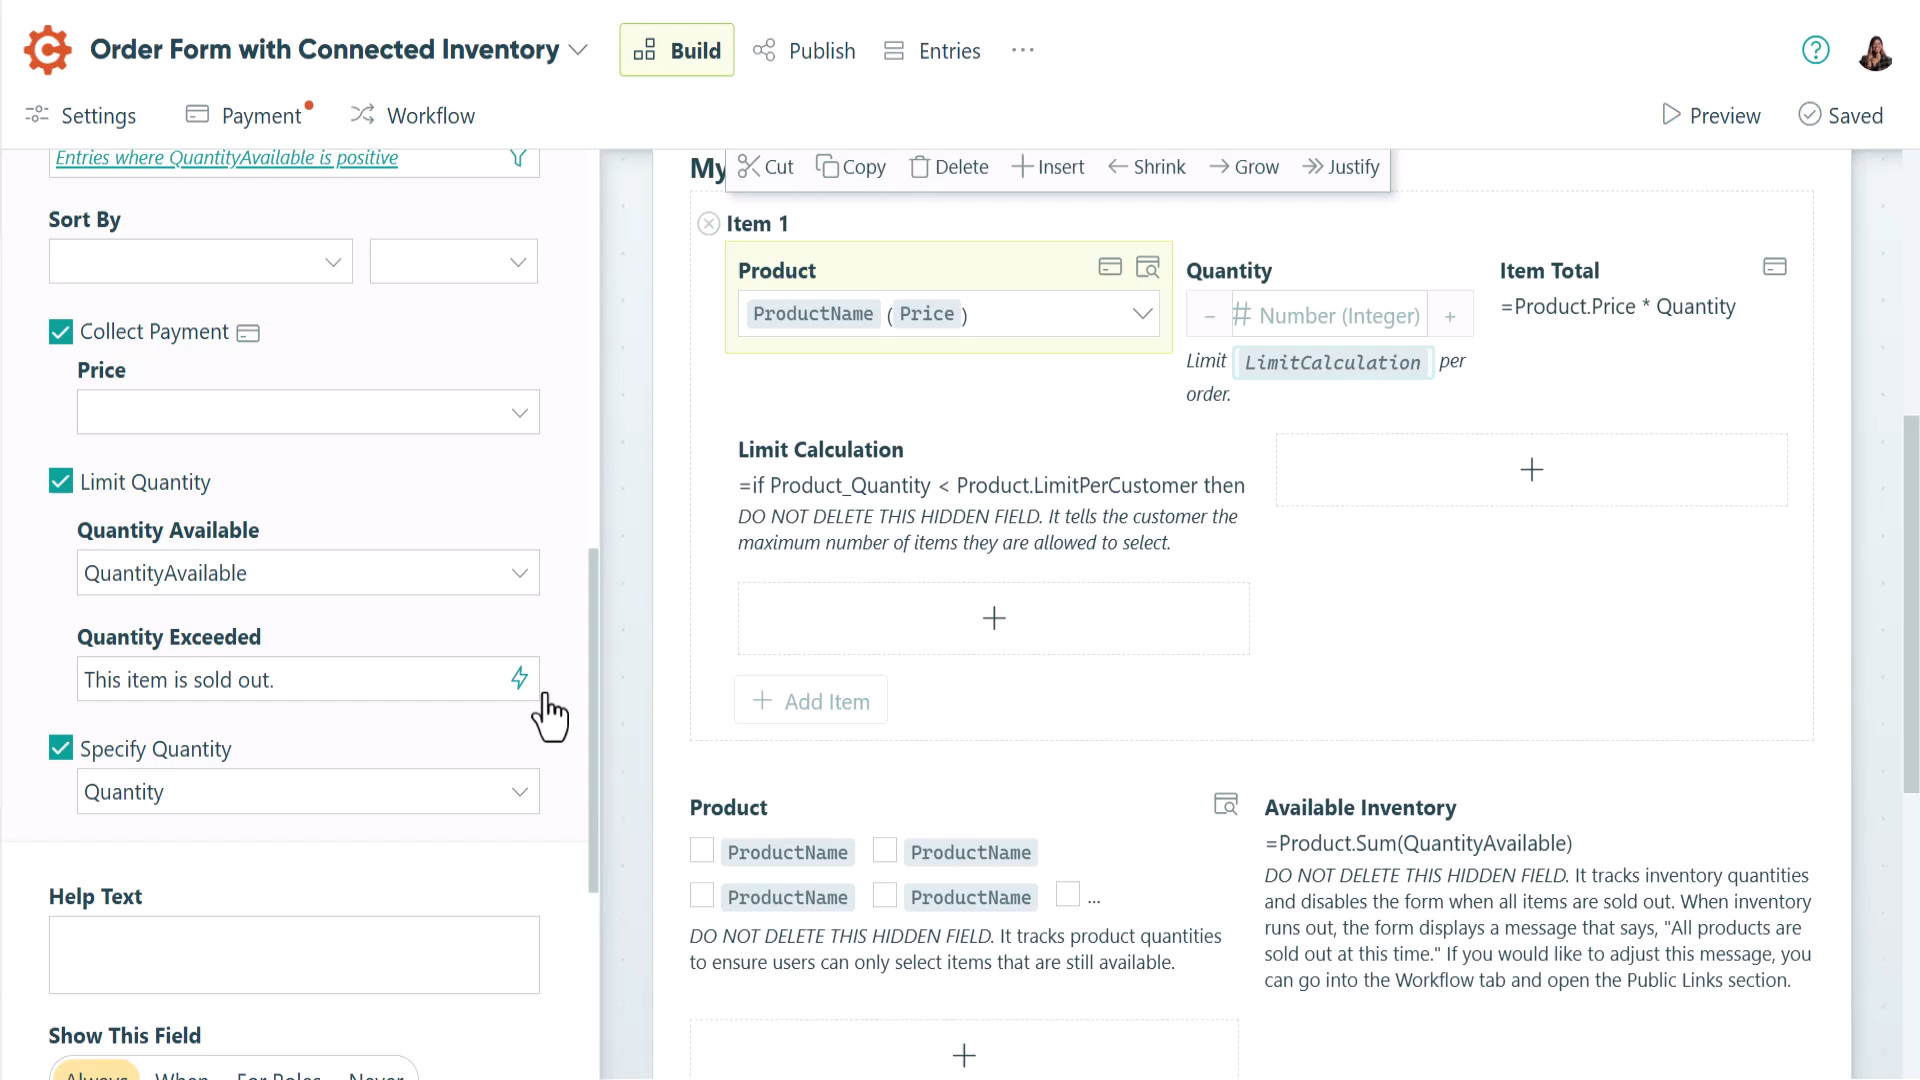 Order Form with Connected Inventory
Build
Publish
Entries
Settings
Payment
Workflow
Preview
Saved
Entries where QuantityAvailable is positive
Sort By
Collect Payment
Price
Limit Quantity
Quantity Available
QuantityAvailable
Quantity Exceeded
This item is sold out.
Specify Quantity
Quantity
Help Text
Show This Field
Always When For Roles Never
My
Cut Copy Delete Insert Shrink Grow Justify
Item 1
Product
ProductName (Price)
Quantity
# Number (Integer)
Limit LimitCalculation per
order.
Item Total
=Product.Price * Quantity
Limit Calculation
=if Product_Quantity < Product.LimitPerCustomer then
DO NOT DELETE THIS HIDDEN FIELD. It tells the customer the
maximum number of items they are allowed to select.
Add Item
Product
ProductName ProductName
ProductName ProductName ...
DO NOT DELETE THIS HIDDEN FIELD. It tracks product quantities
to ensure users can only select items that are still available.
Available Inventory
=Product.Sum(QuantityAvailable)
DO NOT DELETE THIS HIDDEN FIELD. It tracks inventory quantities
and disables the form when all items are sold out. When inventory
runs out, the form displays a message that says, "All products are
sold out at this time." If you would like to adjust this message, you
can go into the Workflow tab and open the Public Links section.